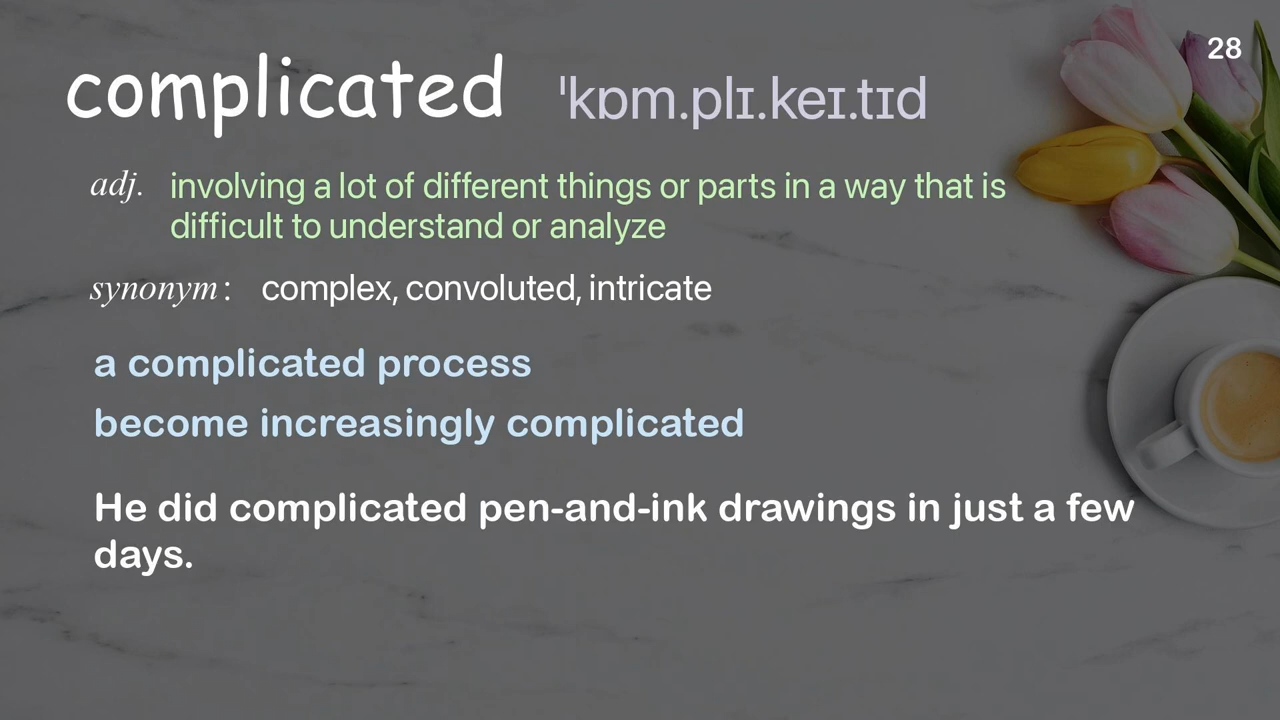 28
complicated ˈkɒm.plɪ.keɪ.tɪd
adj. involving a lot of different things or parts in a way that is
difficult to understand or analyze
synonym : complex, convoluted, intricate
a complicated process
become increasingly complicated
He did complicated pen-and-ink drawings in just a few
days.